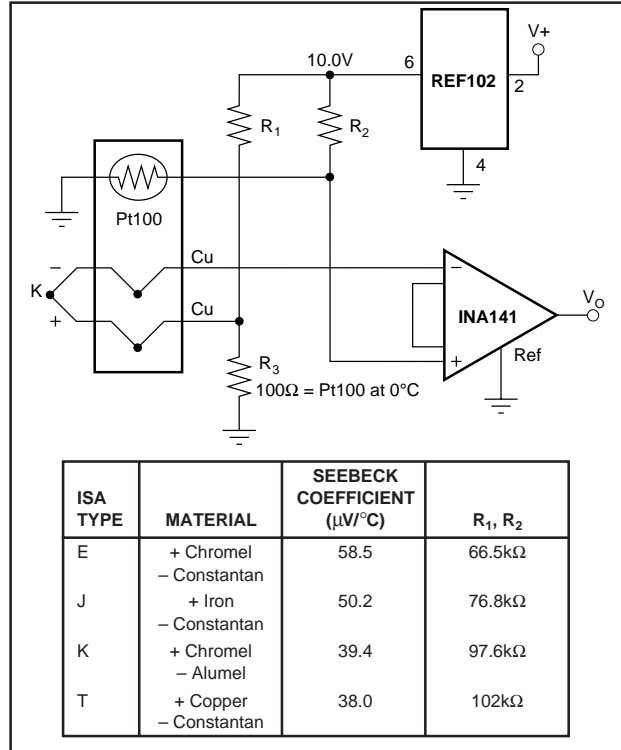 V+
10.0V
6
REF102
2
R1
R2
4
Pt100
Cu
−
−
K
Cu
INA141
VO
+
+
Ref
R3
100Ω = Pt100 at 0°C
ISA TYPE MATERIAL SEEBECK COEFFICIENT (μV/°C) R1, R2
E + Chromel – Constantan 58.5 66.5kΩ
J + Iron – Constantan 50.2 76.8kΩ
K + Chromel – Alumel 39.4 97.6kΩ
T + Copper – Constantan 38.0 102kΩ